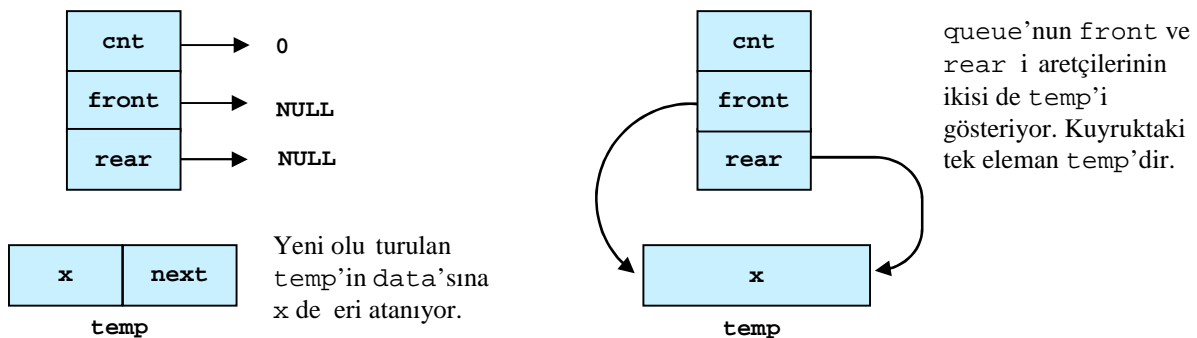 cnt
0
front
NULL
rear
NULL
x next
temp
Yeni olu turulan
temp'in data'sına
x de eri atanıyor.
cnt
front
rear
x
temp
queue'nun front ve
rear i aretçilerinin
ikisi de temp'i
gösteriyor. Kuyruktaki
tek eleman temp'dir.